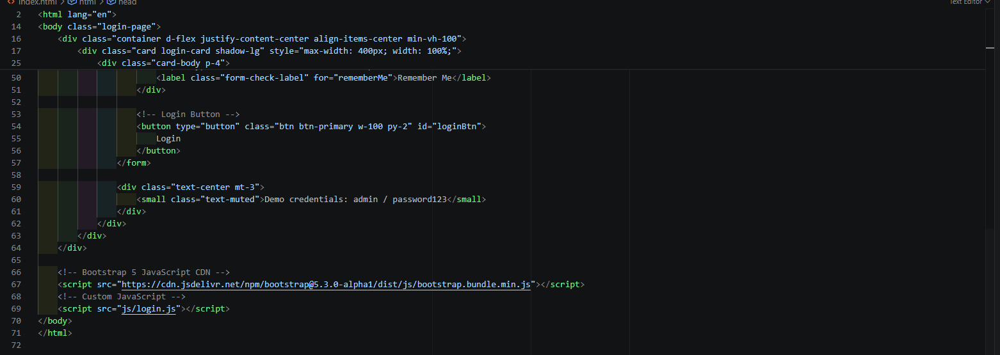 index.html > html > head
Text Editor
2 <html lang="en">
14 <body class="login-page">
16 <div class="container d-flex justify-content-center align-items-center min-vh-100">
17 <div class="card login-card shadow-lg" style="max-width: 400px; width: 100%;">
25 <div class="card-body p-4">
50 <label class="form-check-label" for="rememberMe">Remember Me</label>
51 </div>
52
53 <!-- Login Button -->
54 <button type="button" class="btn btn-primary w-100 py-2" id="loginBtn">
55 Login
56 </button>
57 </form>
58
59 <div class="text-center mt-3">
60 <small class="text-muted">Demo credentials: admin / password123</small>
61 </div>
62 </div>
63 </div>
64 </div>
65
66 <!-- Bootstrap 5 JavaScript CDN -->
67 <script src="https://cdn.jsdelivr.net/npm/bootstrap@5.3.0-alpha1/dist/js/bootstrap.bundle.min.js"></script>
68 <!-- Custom JavaScript -->
69 <script src="js/login.js"></script>
70 </body>
71 </html>
72